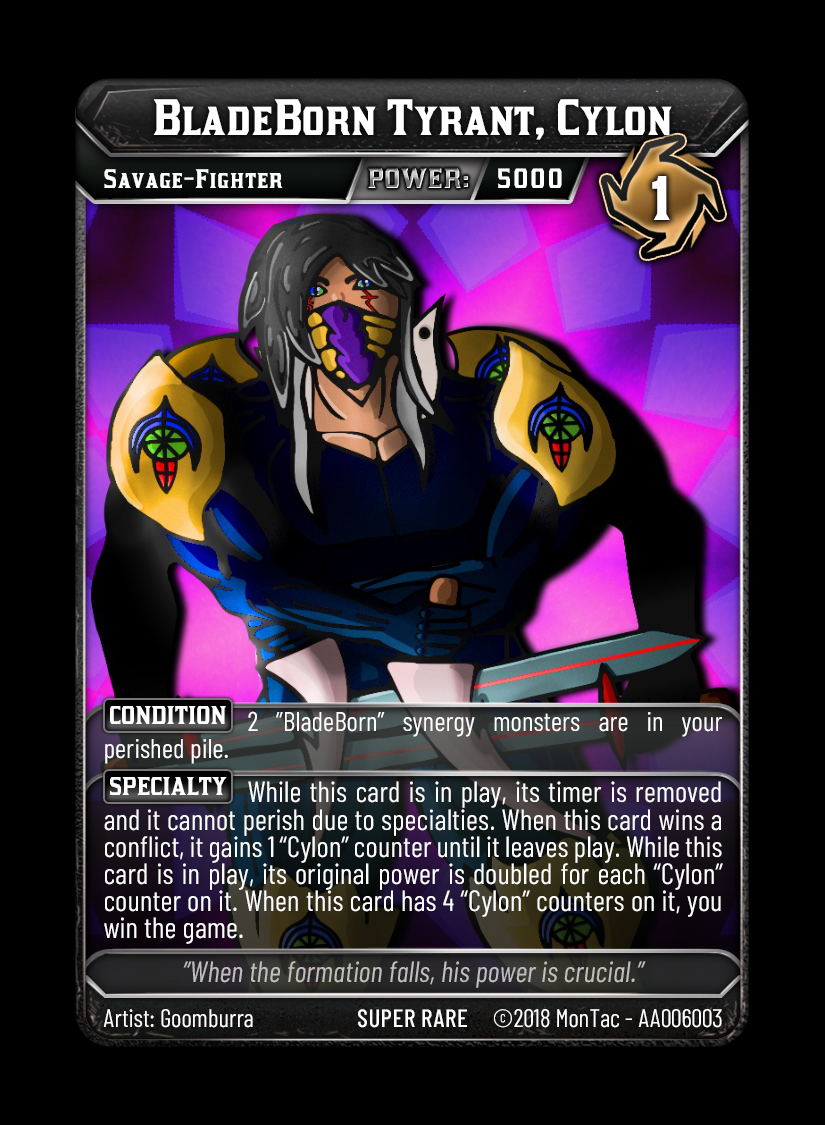 BladeBorn Tyrant, Cylon
Savage-Fighter POWER: 5000
1
CONDITION 2 "BladeBorn" synergy monsters are in your
perished pile.
SPECIALTY While this card is in play, its timer is removed
and it cannot perish due to specialties. When this card wins a
conflict, it gains 1 "Cylon" counter until it leaves play. While this
card is in play, its original power is doubled for each "Cylon"
counter on it. When this card has 4 "Cylon" counters on it, you
win the game.
"When the formation falls, his power is crucial."
Artist: Goomburra SUPER RARE ©2018 MonTac - AA006003